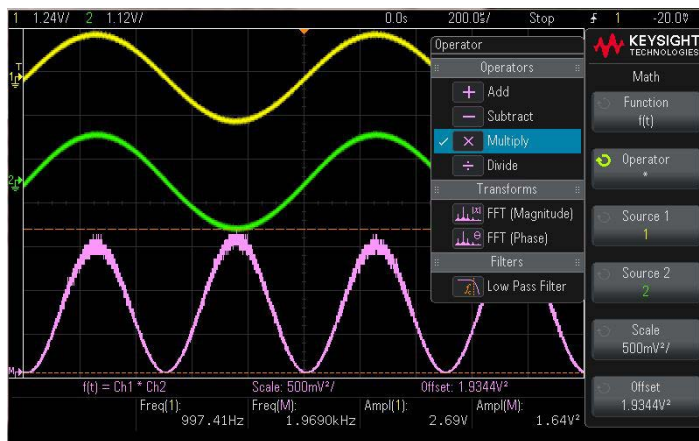 1 1.24V/ 2 1.12V/ 0.0s 200.0s/ Stop 1 -20.0
KEYSIGHT
TECHNOLOGIES
Math
Function
f(t)
Operator
*
Source 1
1
Source 2
2
Scale
500mV²/
Offset
1.9344V²
Operator
Operators
+ Add
− Subtract
✓ × Multiply
÷ Divide
Transforms
FFT (Magnitude)
FFT (Phase)
Filters
Low Pass Filter
T
1
2
M
f(t) = Ch1 * Ch2 Scale: 500mV²/ Offset: 1.9344V²
Freq(1): Freq(M): Ampl(1): Ampl(M):
997.41Hz 1.9690kHz 2.69V 1.64V²